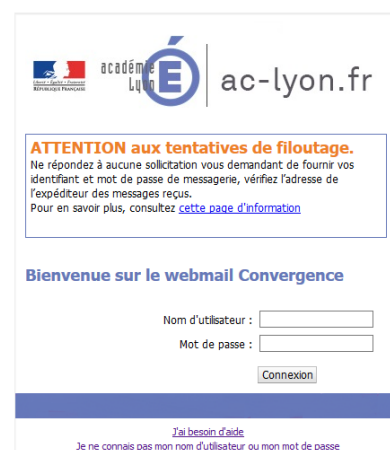 académie
Lyon
É
ac-lyon.fr
Liberté • Égalité • Fraternité
RÉPUBLIQUE FRANÇAISE
ATTENTION aux tentatives de filoutage.
Ne répondez à aucune sollicitation vous demandant de fournir vos
identifiant et mot de passe de messagerie, vérifiez l'adresse de
l'expéditeur des messages reçus.
Pour en savoir plus, consultez cette page d'information
Bienvenue sur le webmail Convergence
Nom d'utilisateur :
Mot de passe :
Connexion
J'ai besoin d'aide
Je ne connais pas mon nom d'utilisateur ou mon mot de passe